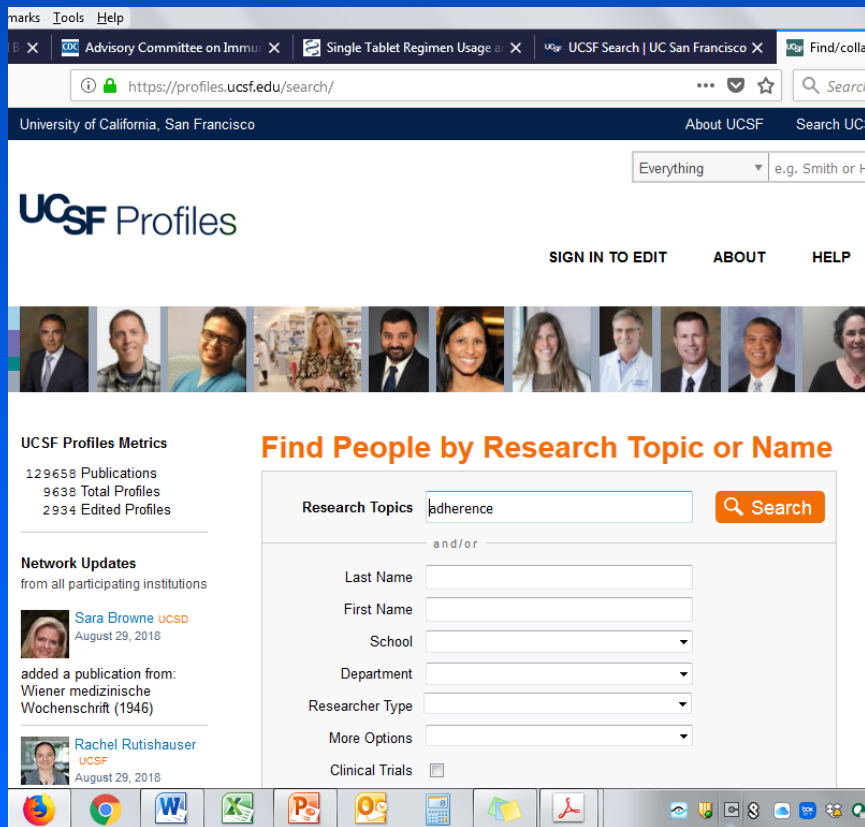 marks Tools Help
B Advisory Committee on Immu Single Tablet Regimen Usage a UCSF Search | UC San Francisco Find/colla
https://profiles.ucsf.edu/search/ Search
University of California, San Francisco About UCSF Search UCS
Everything e.g. Smith or H
UCSF Profiles
SIGN IN TO EDIT ABOUT HELP
UCSF Profiles Metrics
129658 Publications
9638 Total Profiles
2934 Edited Profiles
Network Updates
from all participating institutions
Sara Browne UCSD
August 29, 2018
added a publication from:
Wiener medizinische
Wochenschrift (1946)
Rachel Rutishauser
UCSF
August 29, 2018
Find People by Research Topic or Name
Research Topics adherence Search
and/or
Last Name
First Name
School
Department
Researcher Type
More Options
Clinical Trials